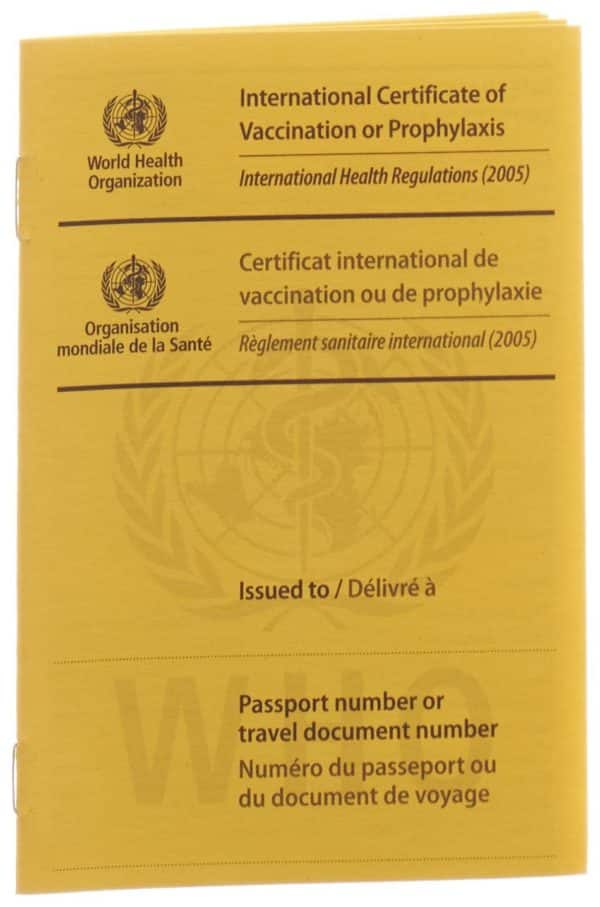 World Health
Organization
International Certificate of
Vaccination or Prophylaxis
International Health Regulations (2005)
Organisation
mondiale de la Santé
Certificat international de
vaccination ou de prophylaxie
Règlement sanitaire international (2005)
Issued to / Délivré à
Passport number or
travel document number
Numéro du passeport ou
du document de voyage
WHO